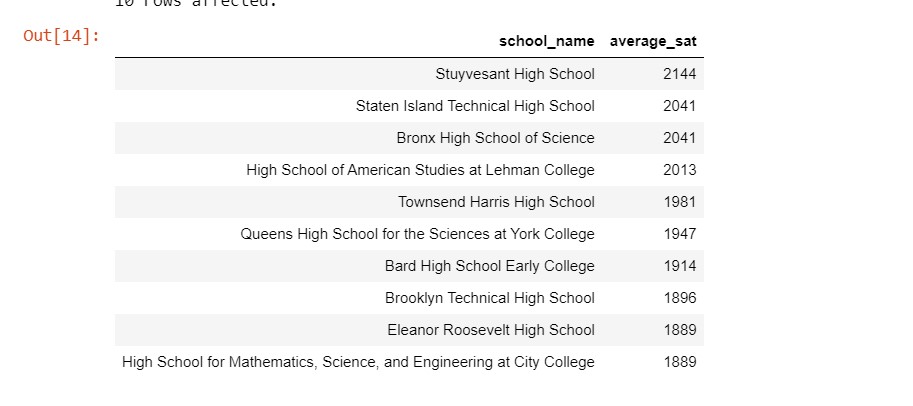 10 rows affected.
Out[14]:
school_name average_sat
Stuyvesant High School 2144
Staten Island Technical High School 2041
Bronx High School of Science 2041
High School of American Studies at Lehman College 2013
Townsend Harris High School 1981
Queens High School for the Sciences at York College 1947
Bard High School Early College 1914
Brooklyn Technical High School 1896
Eleanor Roosevelt High School 1889
High School for Mathematics, Science, and Engineering at City College 1889